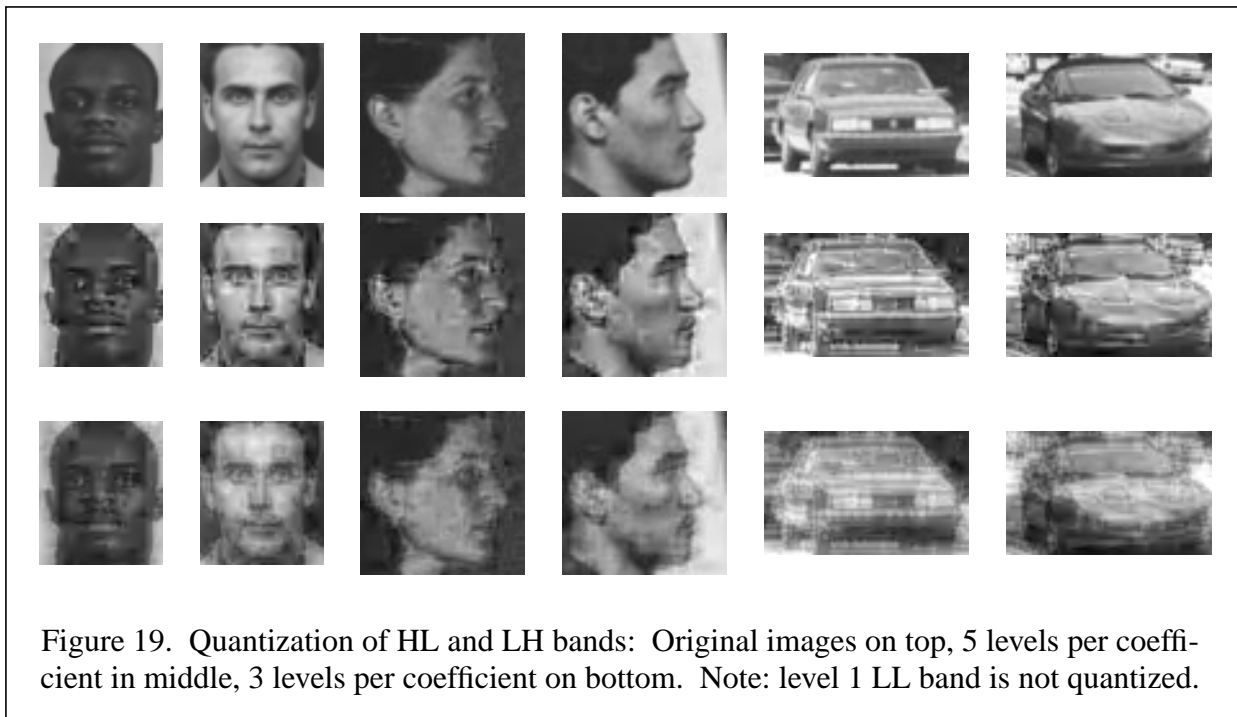 Figure 19. Quantization of HL and LH bands: Original images on top, 5 levels per coeffi-
cient in middle, 3 levels per coefficient on bottom. Note: level 1 LL band is not quantized.